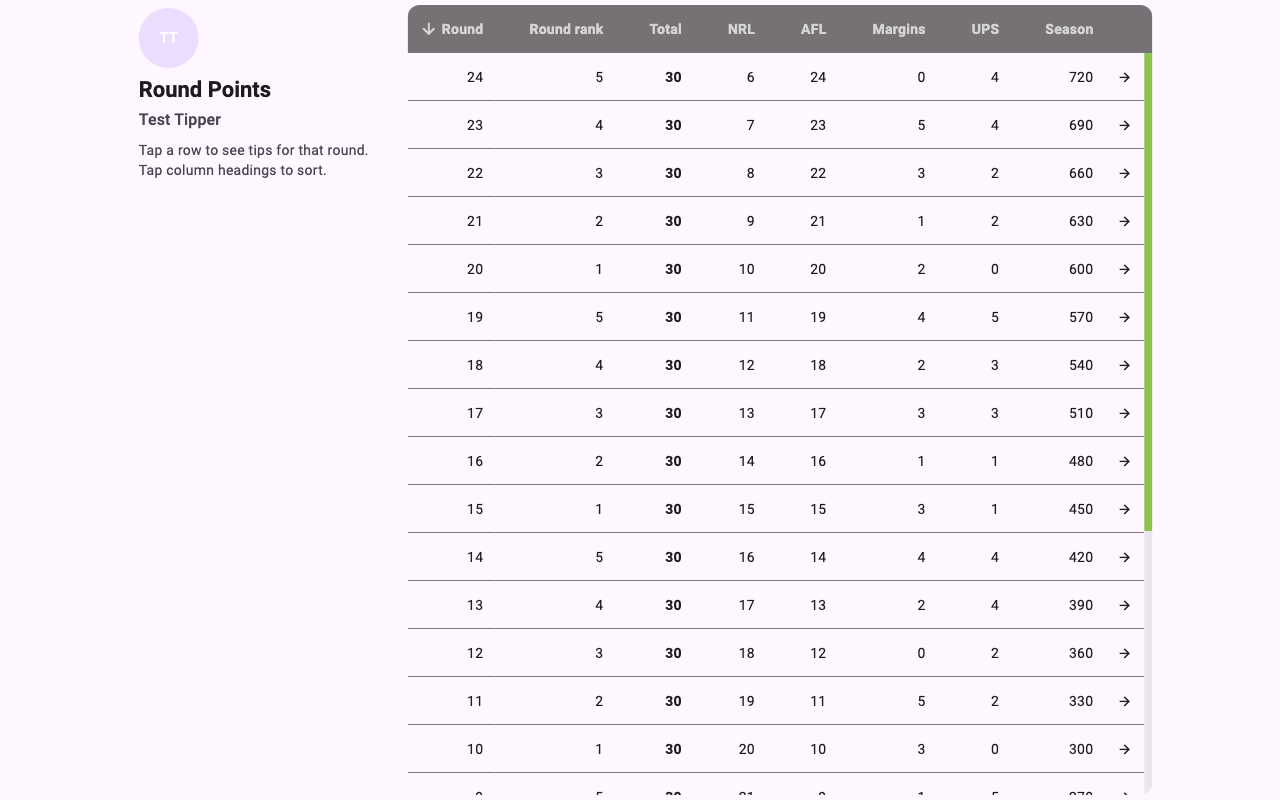 TT
Round Points
Test Tipper
Tap a row to see tips for that round.
Tap column headings to sort.
↓ Round Round rank Total NRL AFL Margins UPS Season
24 5 30 6 24 0 4 720 →
23 4 30 7 23 5 4 690 →
22 3 30 8 22 3 2 660 →
21 2 30 9 21 1 2 630 →
20 1 30 10 20 2 0 600 →
19 5 30 11 19 4 5 570 →
18 4 30 12 18 2 3 540 →
17 3 30 13 17 3 3 510 →
16 2 30 14 16 1 1 480 →
15 1 30 15 15 3 1 450 →
14 5 30 16 14 4 4 420 →
13 4 30 17 13 2 4 390 →
12 3 30 18 12 0 2 360 →
11 2 30 19 11 5 2 330 →
10 1 30 20 10 3 0 300 →